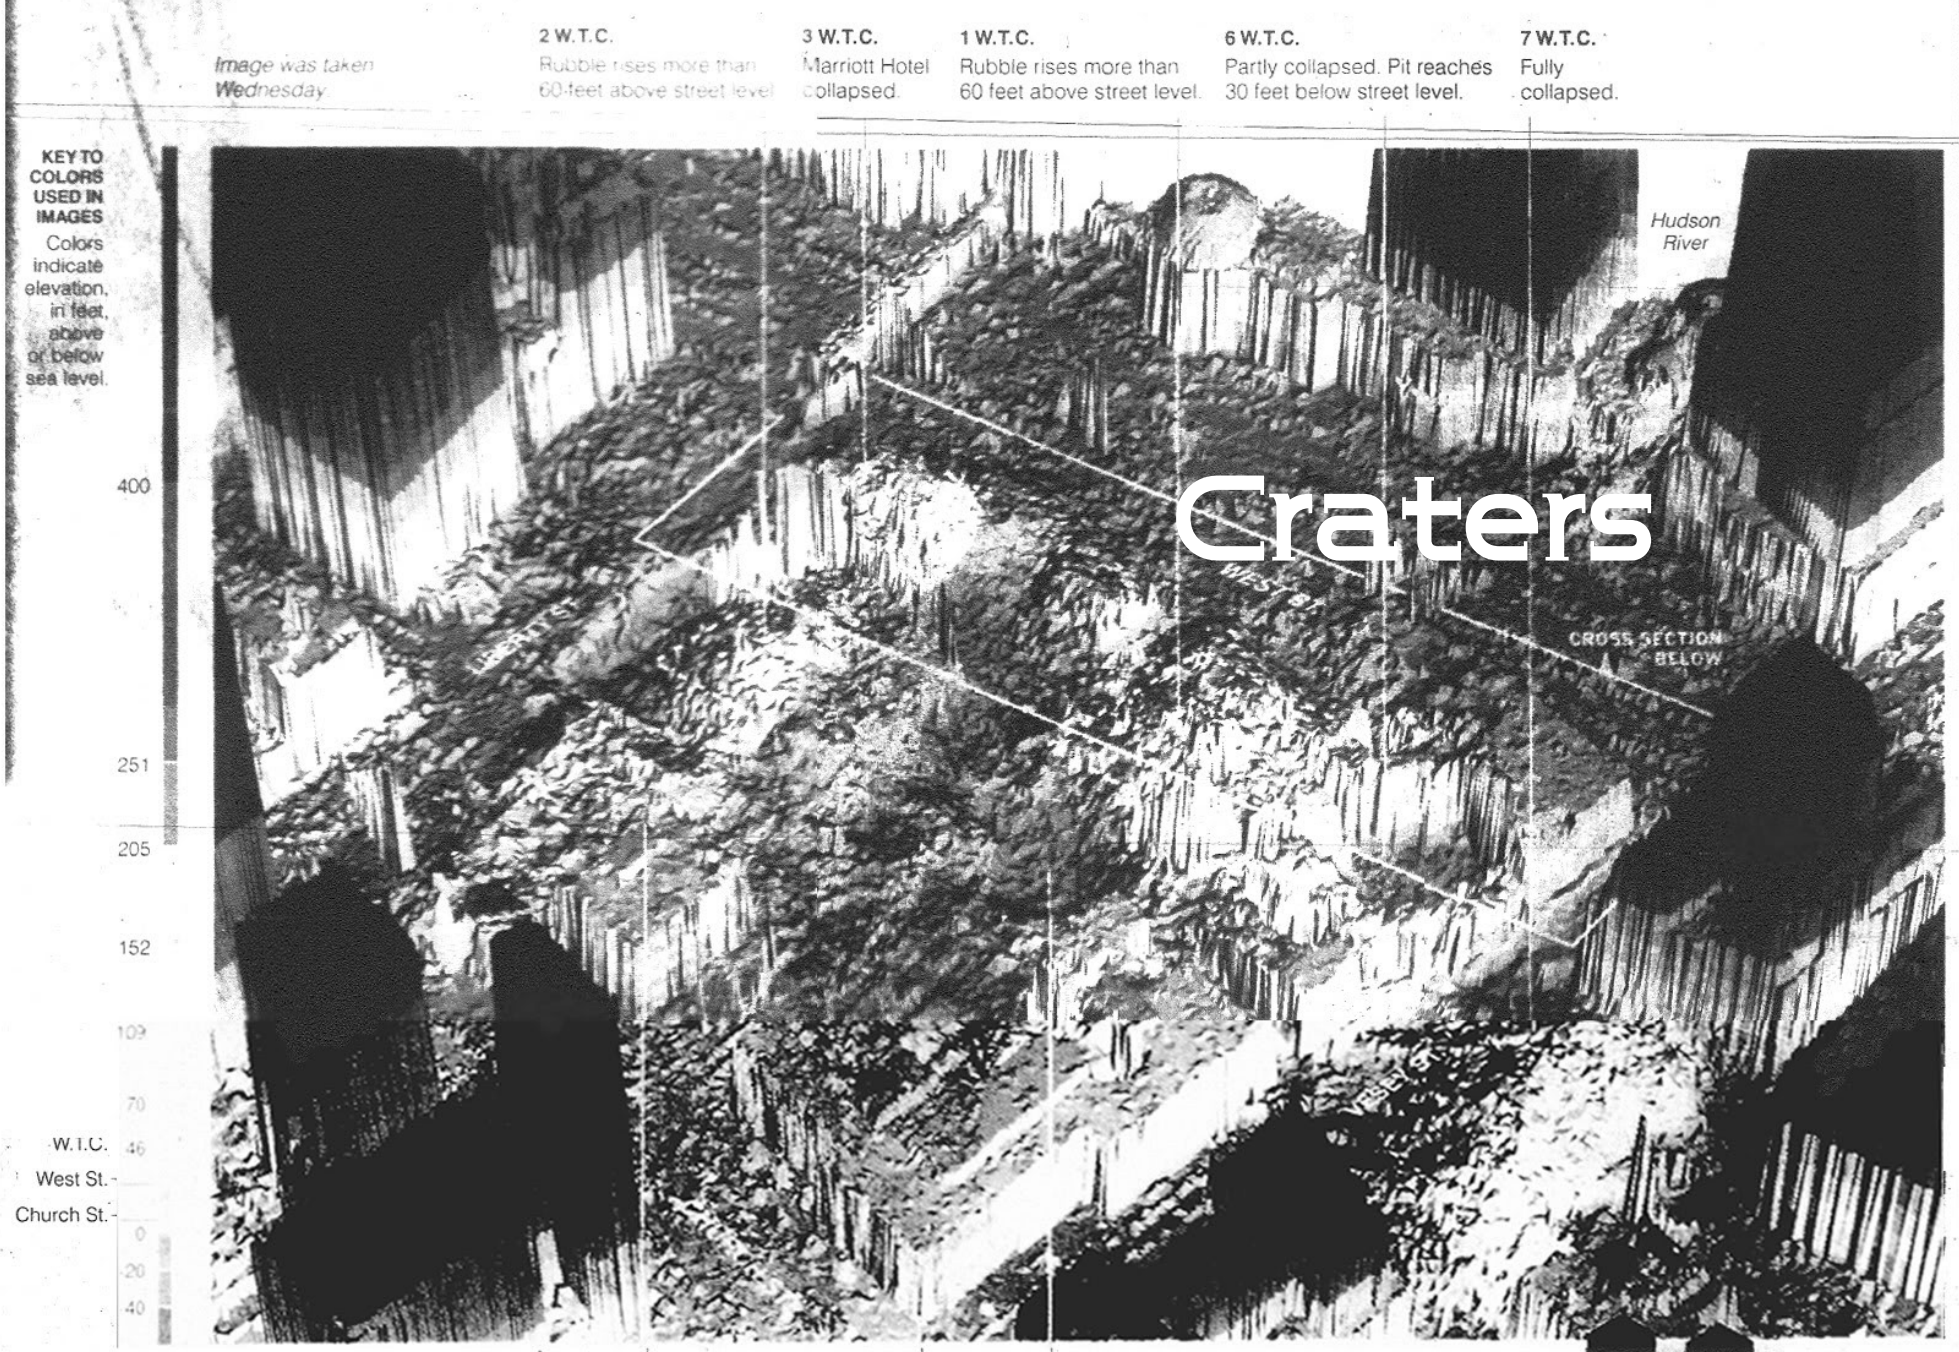 2 W.T.C.
3 W.T.C.
1 W.T.C.
6 W.T.C.
7 W.T.C.
Image was taken
Wednesday.
Rubble rises more than
60 feet above street level
Marriott Hotel
collapsed.
Rubble rises more than
60 feet above street level.
Partly collapsed. Pit reaches
30 feet below street level.
Fully
collapsed.
KEY TO
COLORS
USED IN
IMAGES
Colors
indicate
elevation,
in feet,
above
or below
sea level.
Hudson
River
400
Craters
WEST ST.
LIBERTY ST.
CROSS SECTION
BELOW
251
205
152
109
70
VESEY ST.
W.T.C.
46
West St.-
Church St.-
0
-20
-40